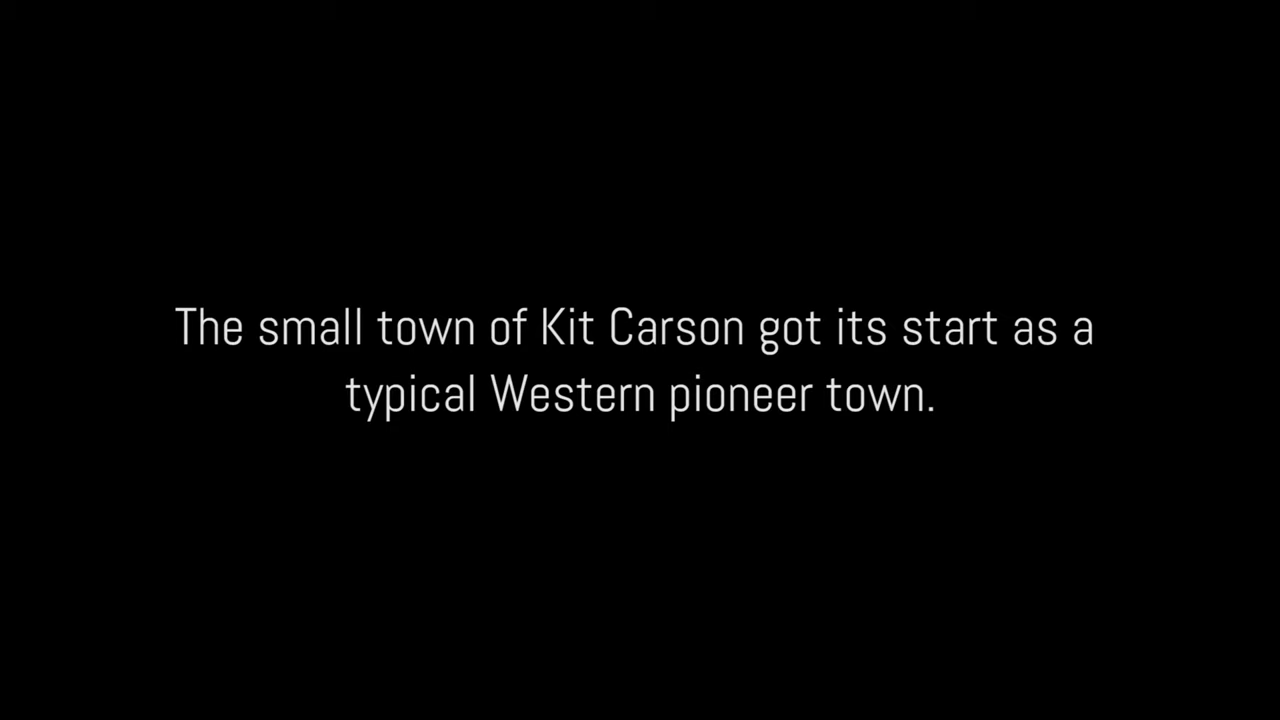 The small town of Kit Carson got its start as a
typical Western pioneer town.